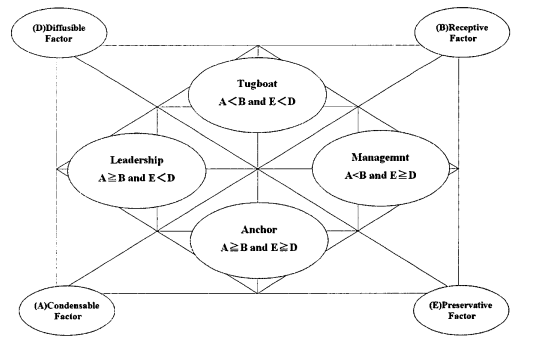 (D)Diffusible
Factor
(B)Receptive
Factor
Tugboat
A<B and E<D
Leadership
A≧B and E<D
Managemnt
A<B and E≧D
Anchor
A≧B and E≧D
(A)Condensable
Factor
(E)Preservative
Factor